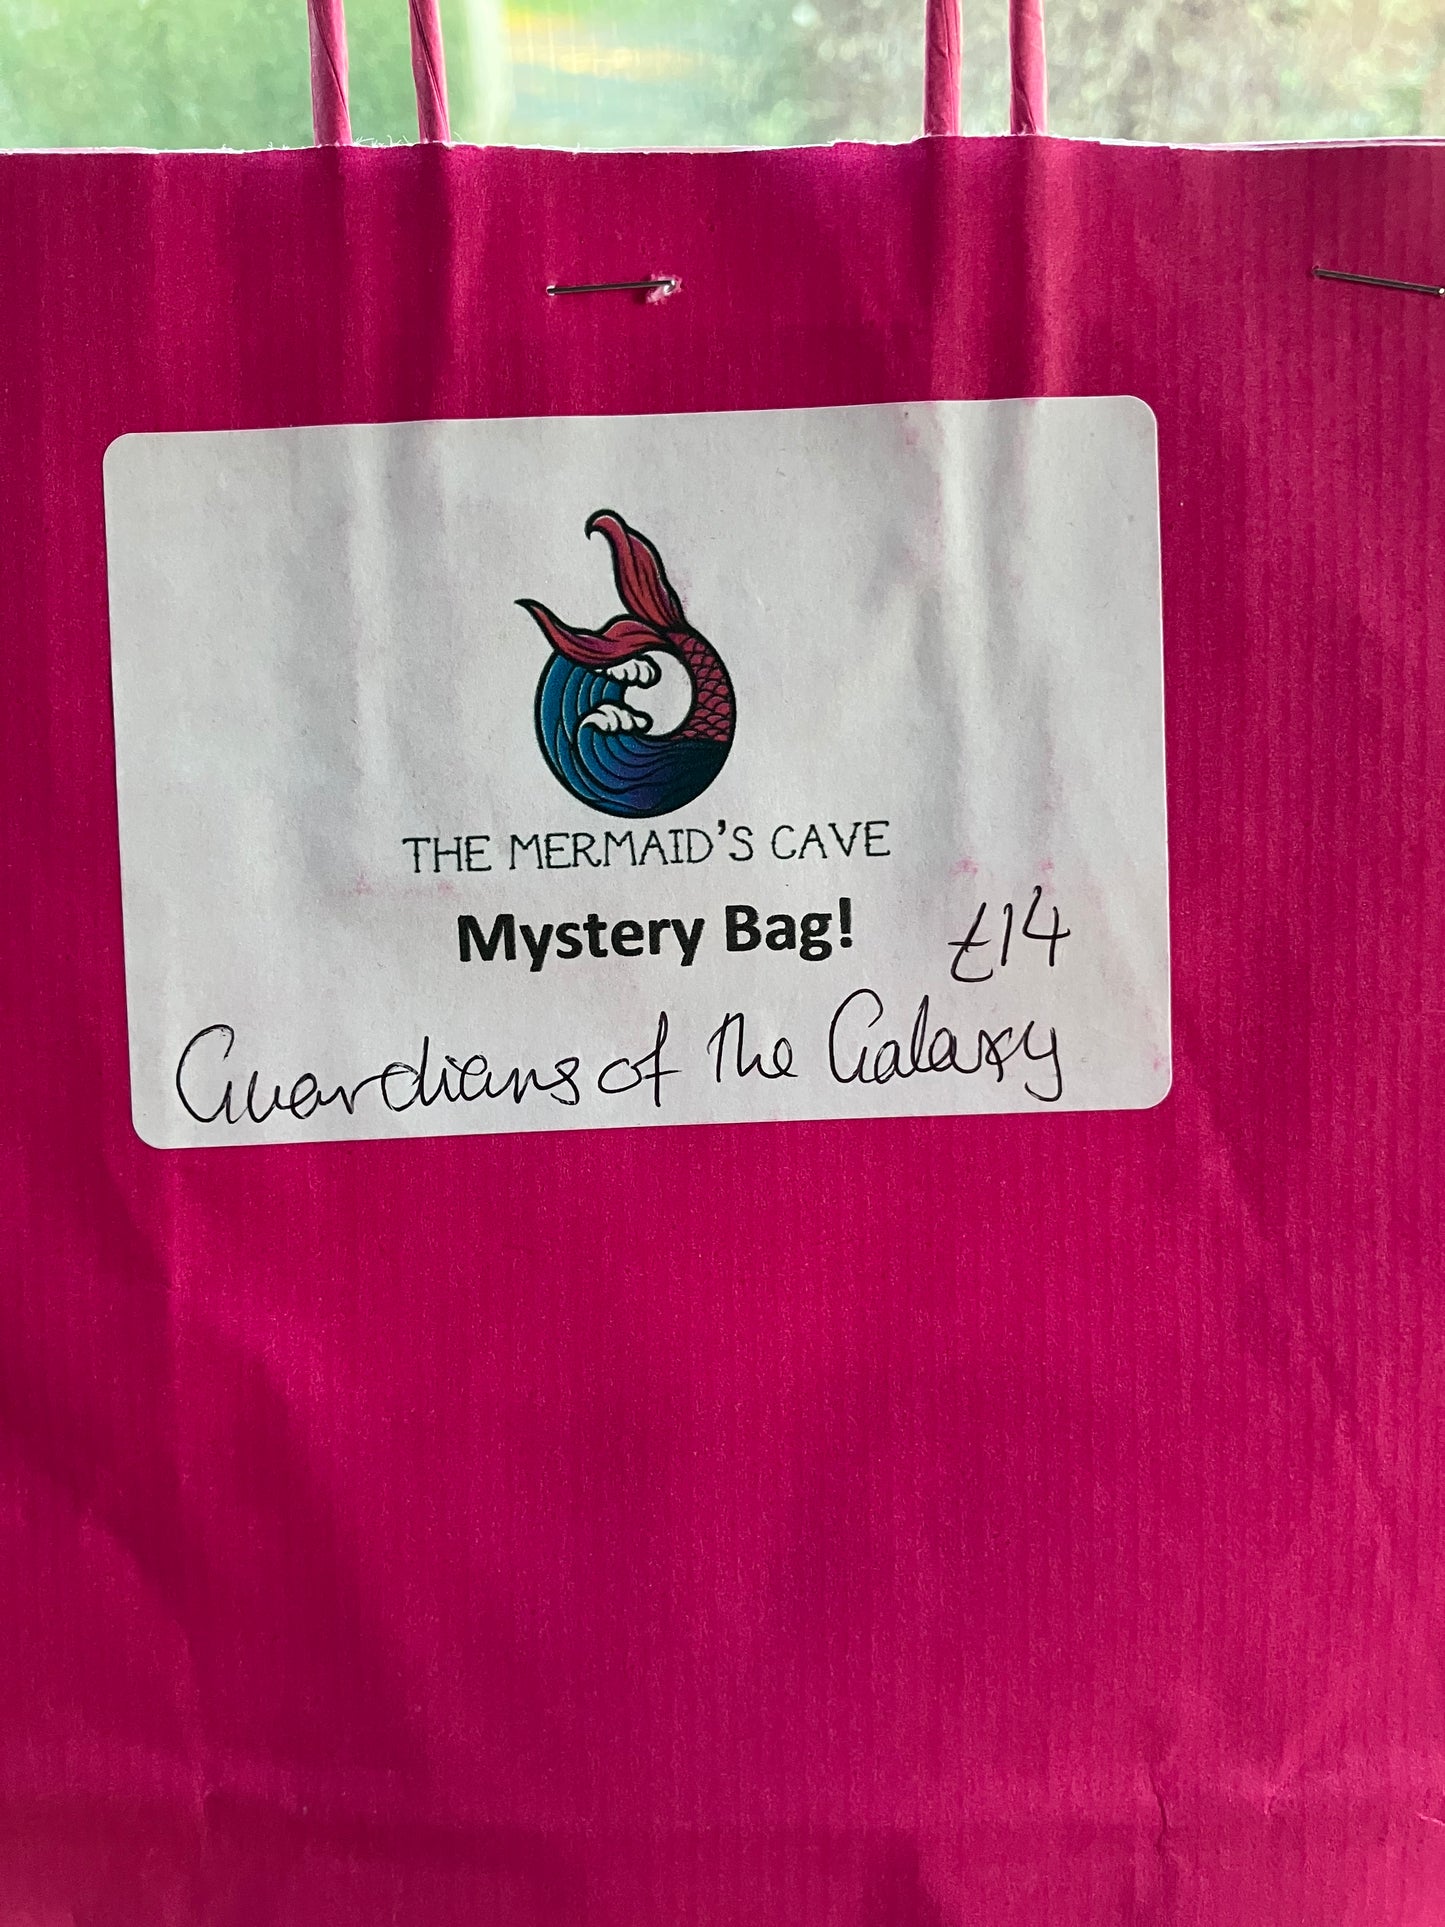 THE MERMAID'S CAVE
Mystery Bag! £14
Guardians of the Galaxy